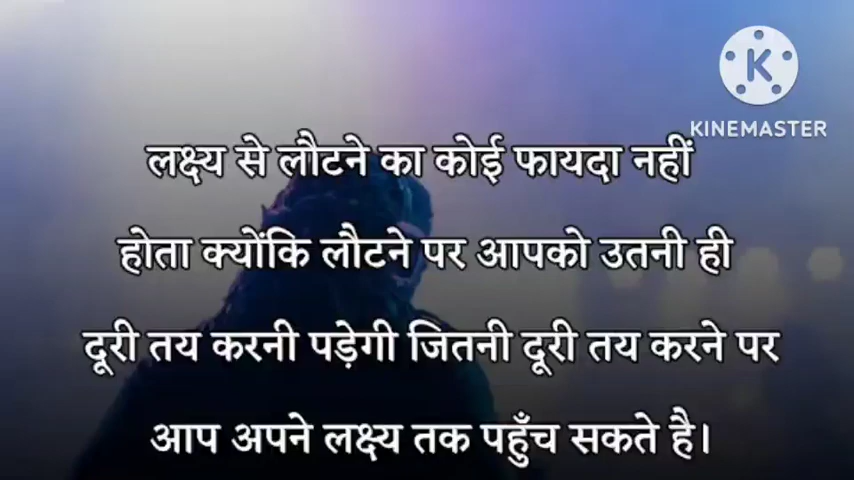 KINEMASTER
लक्ष्य से लौटने का कोई फायदा नहीं
होता क्योंकि लौटने पर आपको उतनी ही
दूरी तय करनी पड़ेगी जितनी दूरी तय करने पर
आप अपने लक्ष्य तक पहुँच सकते है।